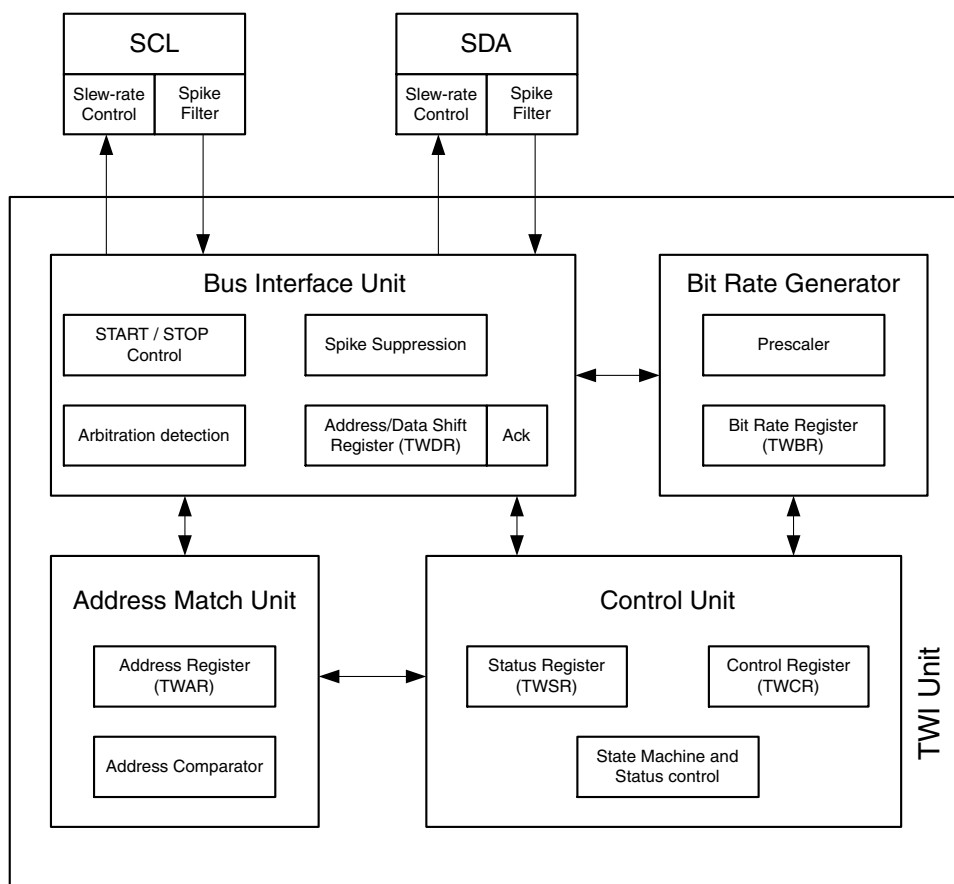 SCL
Slew-rate
Control
Spike
Filter
SDA
Slew-rate
Control
Spike
Filter
Bus Interface Unit
START / STOP
Control
Spike Suppression
Arbitration detection
Address/Data Shift
Register (TWDR)
Ack
Bit Rate Generator
Prescaler
Bit Rate Register
(TWBR)
Address Match Unit
Address Register
(TWAR)
Address Comparator
Control Unit
Status Register
(TWSR)
Control Register
(TWCR)
State Machine and
Status control
TWI Unit